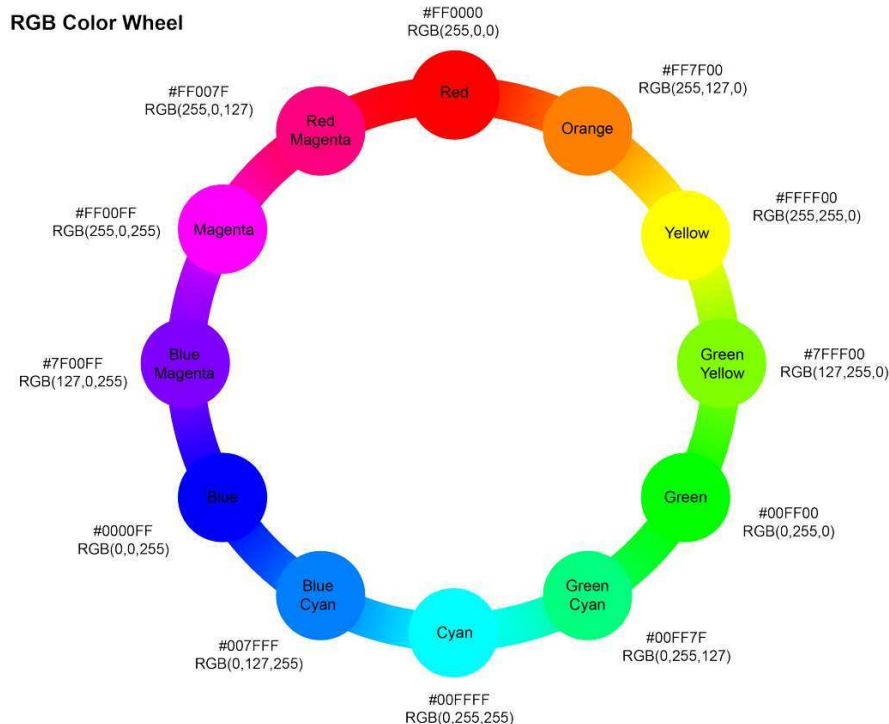 RGB Color Wheel
#FF0000
RGB(255,0,0)
Red
#FF7F00
RGB(255,127,0)
Orange
#FFFF00
RGB(255,255,0)
Yellow
#7FFF00
RGB(127,255,0)
Green
Yellow
#00FF00
RGB(0,255,0)
Green
#00FF7F
RGB(0,255,127)
Green
Cyan
#00FFFF
RGB(0,255,255)
Cyan
#007FFF
RGB(0,127,255)
Blue
Cyan
#0000FF
RGB(0,0,255)
Blue
#7F00FF
RGB(127,0,255)
Blue
Magenta
#FF00FF
RGB(255,0,255)
Magenta
#FF007F
RGB(255,0,127)
Red
Magenta